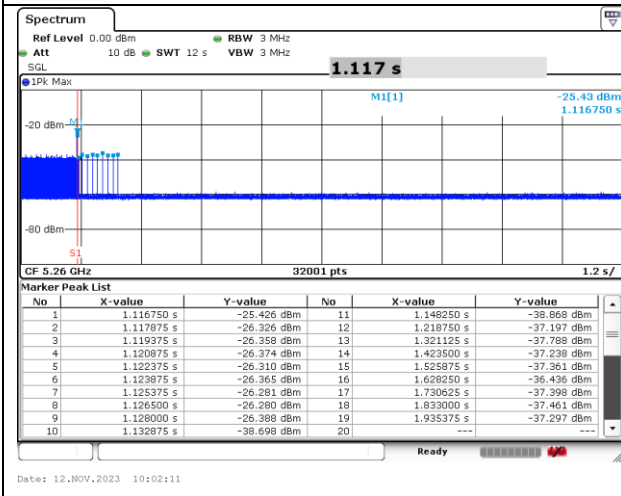 Spectrum
Ref Level 0.00 dBm RBW 3 MHz
Att 10 dB SWT 12 s VBW 3 MHz
SGL
1.117 s
1Pk Max
M1[1] -25.43 dBm
1.116750 s
M1
-20 dBm
-80 dBm
S1
CF 5.26 GHz 32001 pts 1.2 s/
Marker Peak List
No X-value Y-value No X-value Y-value
1 1.116750 s -25.426 dBm 11 1.148250 s -38.868 dBm
2 1.117875 s -26.326 dBm 12 1.218750 s -37.197 dBm
3 1.119375 s -26.358 dBm 13 1.321125 s -37.788 dBm
4 1.120875 s -26.374 dBm 14 1.423500 s -37.238 dBm
5 1.122375 s -26.310 dBm 15 1.525875 s -37.361 dBm
6 1.123875 s -26.365 dBm 16 1.628250 s -36.436 dBm
7 1.125375 s -26.281 dBm 17 1.730625 s -37.398 dBm
8 1.126500 s -26.280 dBm 18 1.833000 s -37.461 dBm
9 1.128000 s -26.388 dBm 19 1.935375 s -37.297 dBm
10 1.132875 s -38.698 dBm 20 --- ---
Ready
Date: 12.NOV.2023 10:02:11